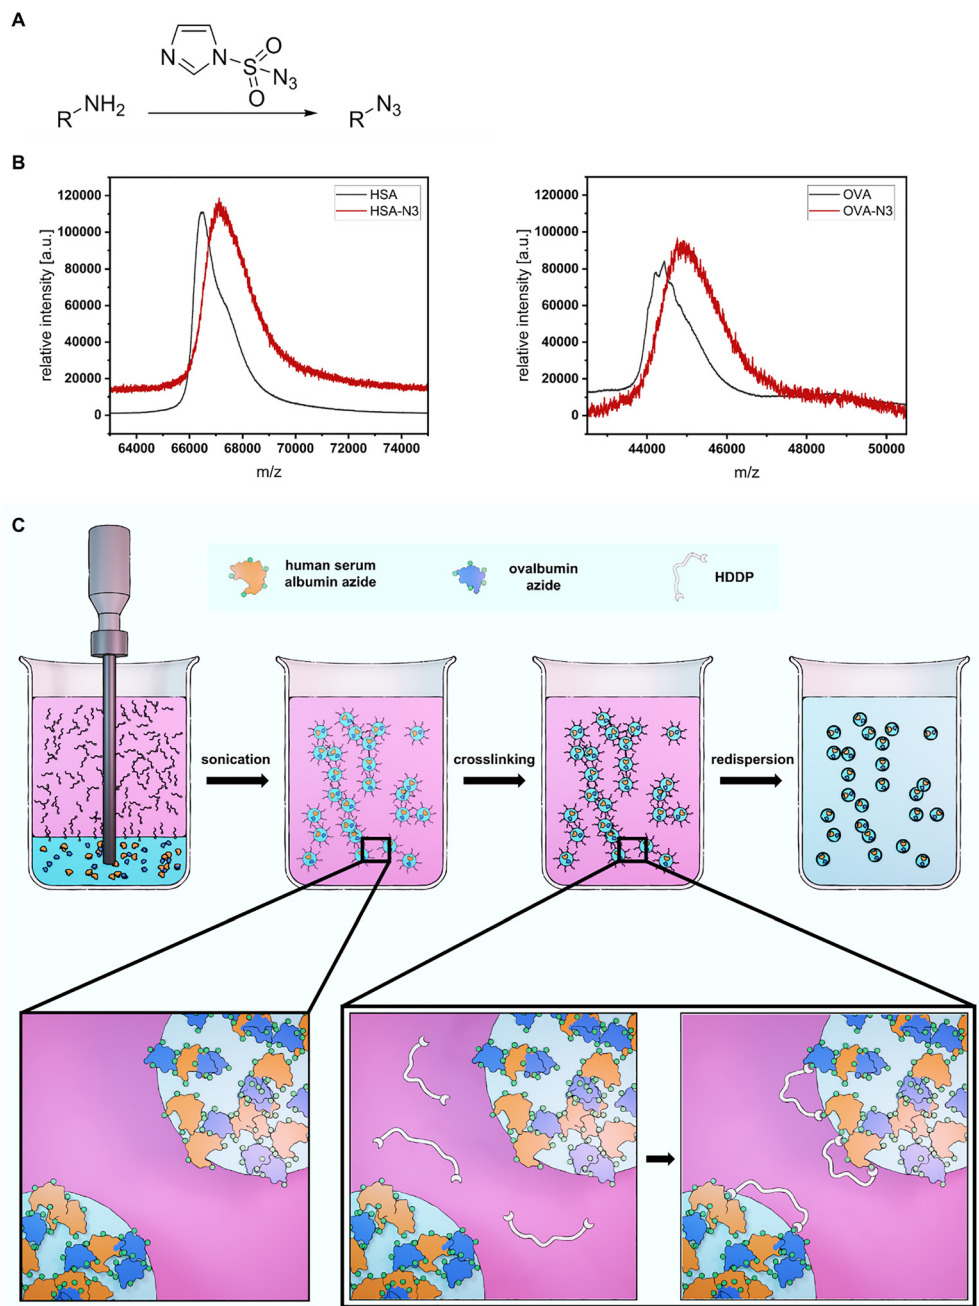 A
N
N
O
S
N3
O
R
NH2
R
N3
B
120000
100000
80000
60000
40000
20000
0
relative intensity [a.u.]
HSA
HSA-N3
64000 66000 68000 70000 72000 74000
m/z
120000
100000
80000
60000
40000
20000
0
relative intensity [a.u.]
OVA
OVA-N3
44000 46000 48000 50000
m/z
C
human serum
albumin azide
ovalbumin
azide
HDDP
sonication
crosslinking
redispersion